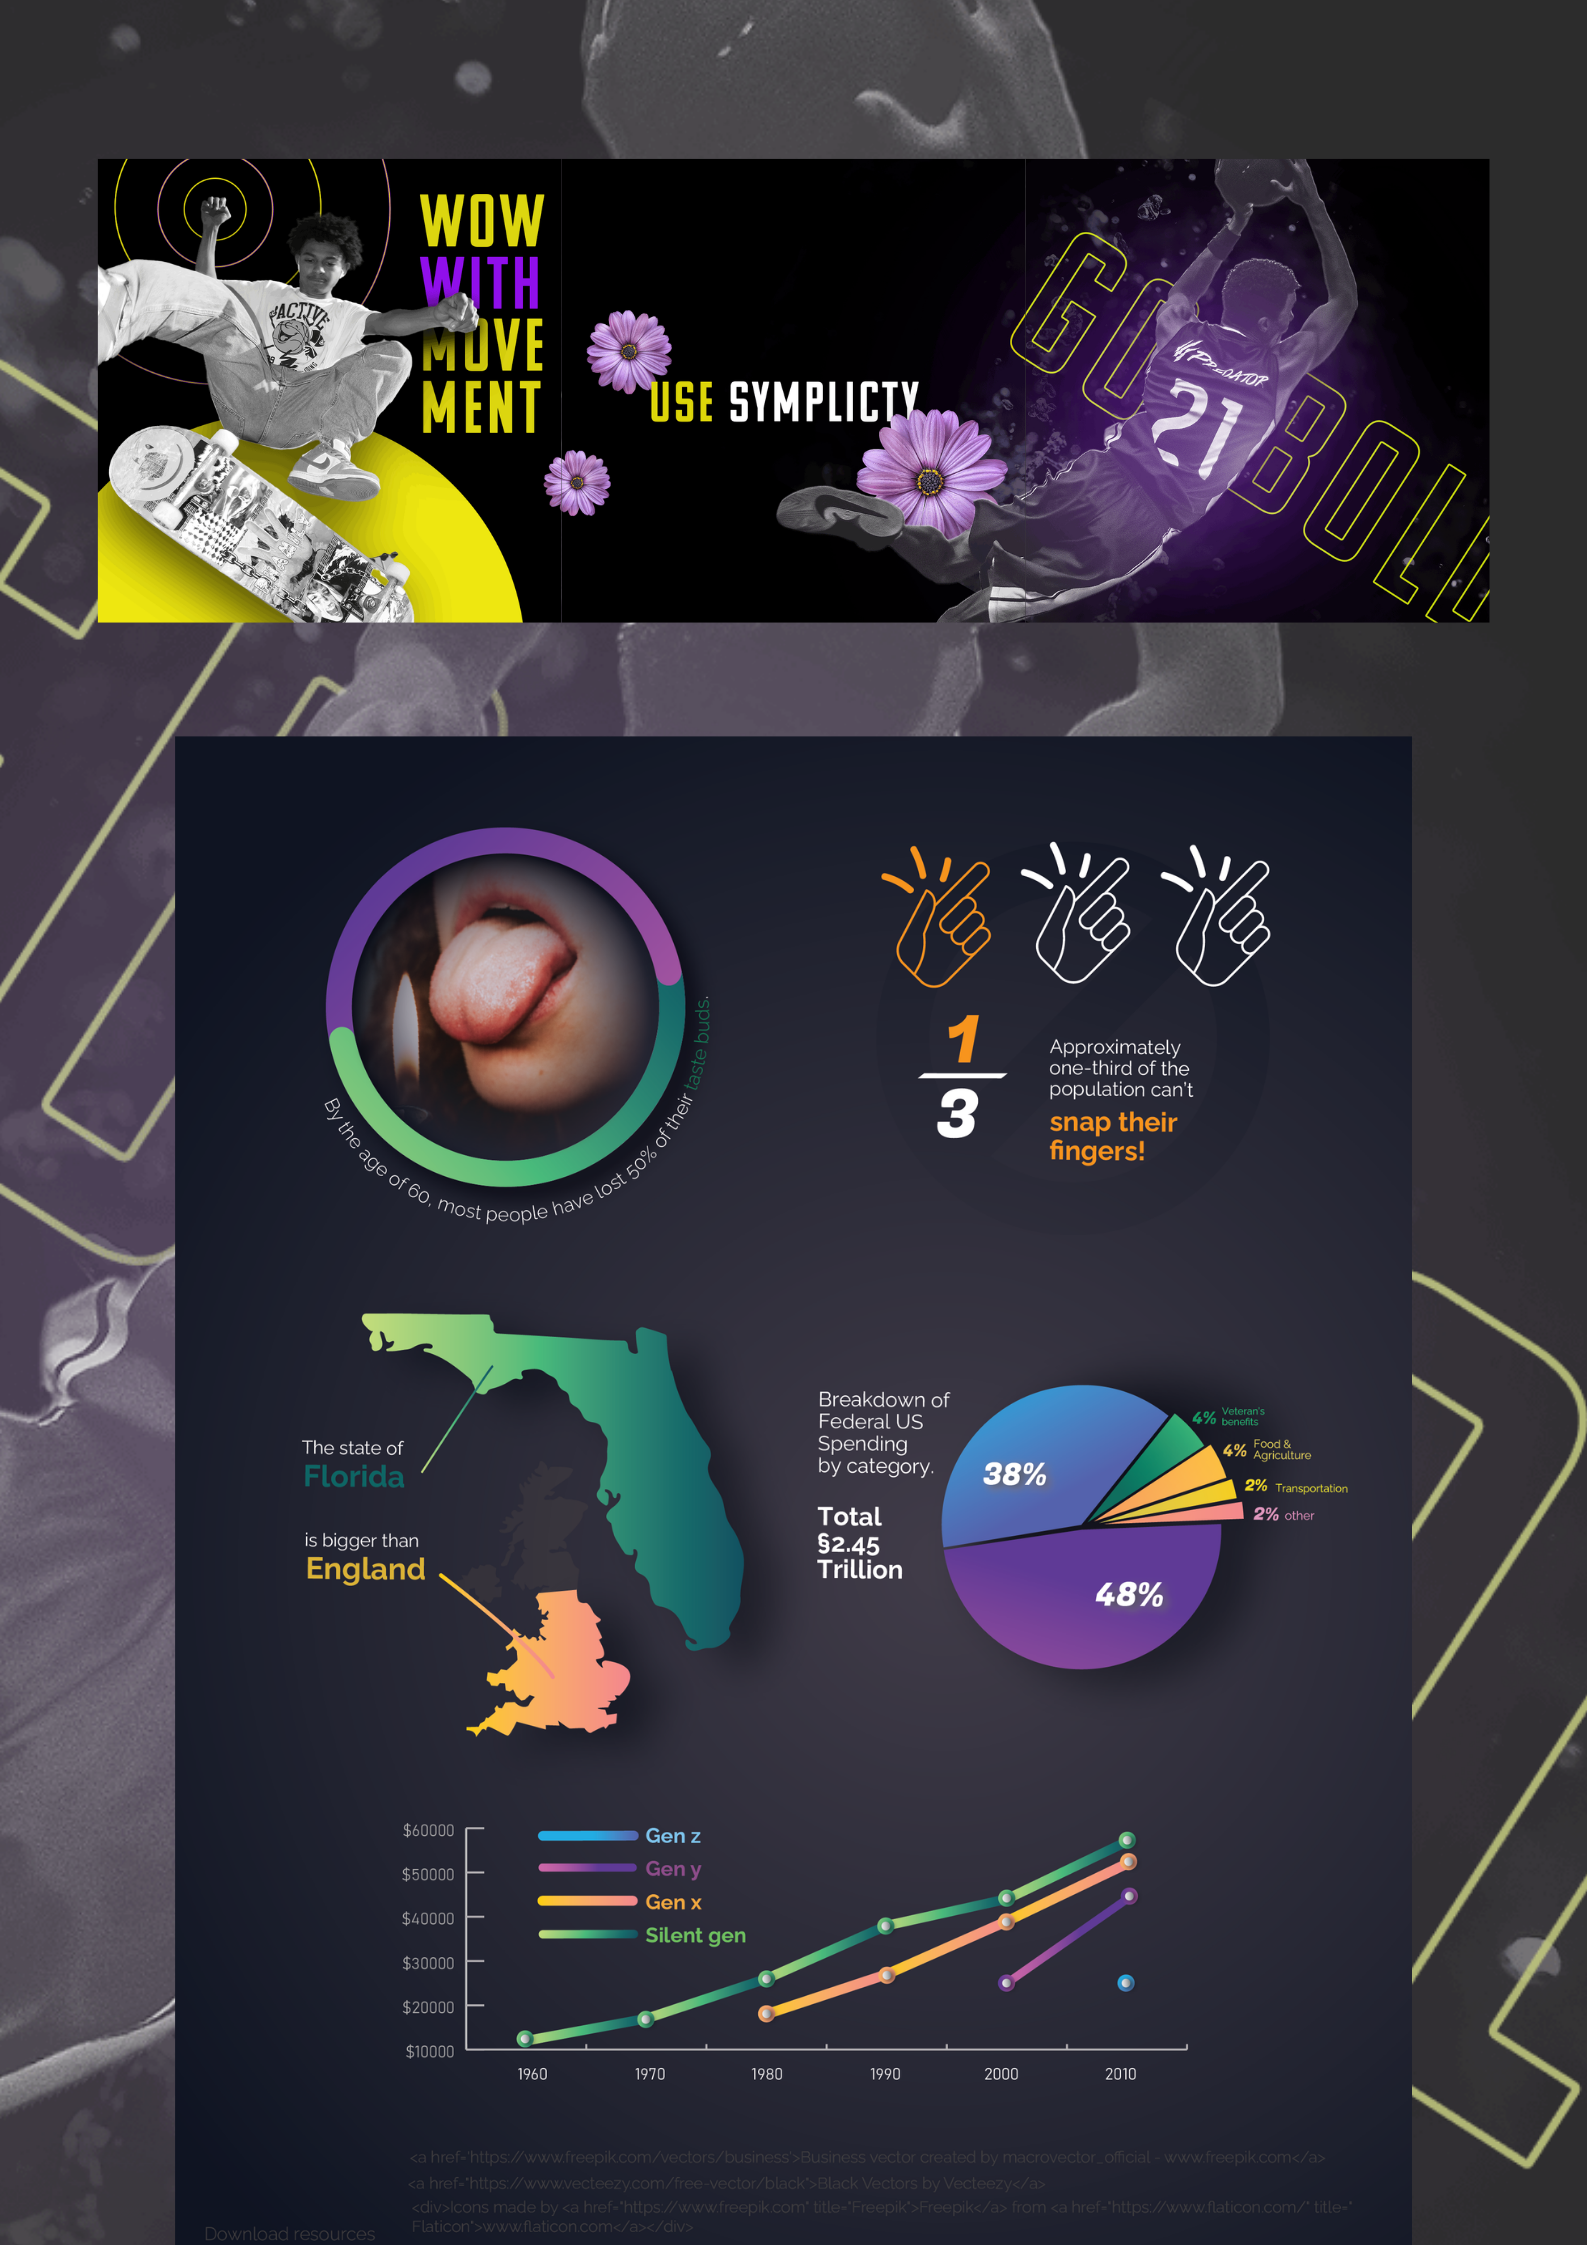 WOW
WITH
MOVE
MENT
ACTIVE
USE SYMPLICTY
GO BOLD
PREDATOR
21
By the age of 60, most people have lost 50% of their taste buds.
1
3
Approximately
one-third of the
population can't
snap their
fingers!
The state of
Florida
is bigger than
England
Breakdown of
Federal US
Spending
by category.
Total
§2.45
Trillion
38%
48%
4% Veteran's
benefits
4% Food &
Agriculture
2% Transportation
2% other
$60000
$50000
$40000
$30000
$20000
$10000
Gen z
Gen y
Gen x
Silent gen
1960 1970 1980 1990 2000 2010
<a href='https://www.freepik.com/vectors/business'>Business vector created by macrovector_official - www.freepik.com</a>
<a href="https://www.vecteezy.com/free-vector/black">Black Vectors by Vecteezy</a>
<div>Icons made by <a href="https://www.freepik.com" title="Freepik">Freepik</a> from <a href="https://www.flaticon.com/" title="
Flaticon">www.flaticon.com</a></div>
Download resources